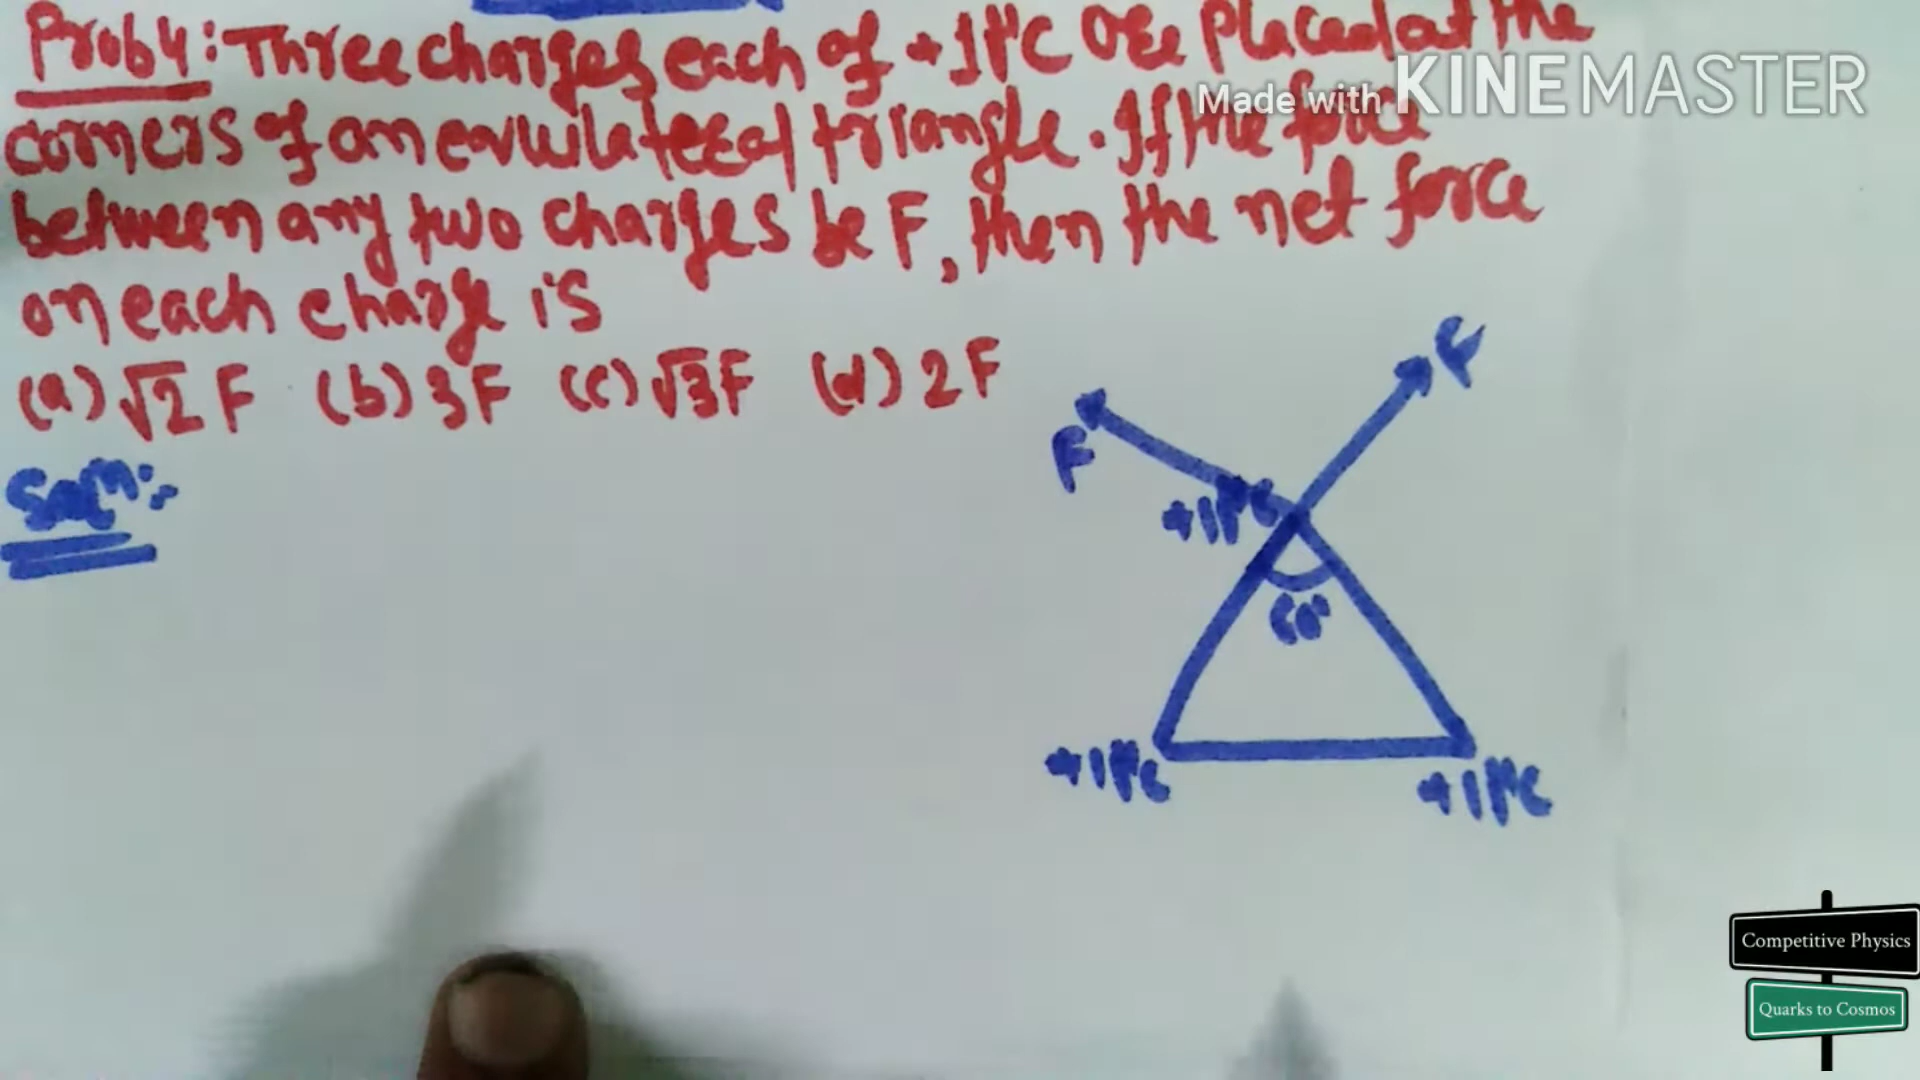 Prob 4: Three charges each of +1μC are placed at the
Made with KINEMASTER
corners of an equilateral triangle. If the force
between any two charges be F, then the net force
on each charge is
(a) √2 F (b) 3F (c) √3F (d) 2F
Solⁿ:-
F
F
+1μC
60°
+1μC
+1μC
Competitive Physics
Quarks to Cosmos